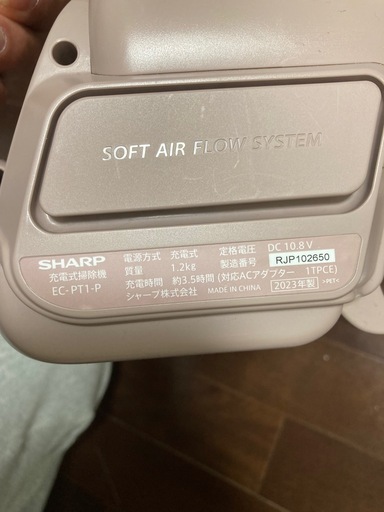 SOFT AIR FLOW SYSTEM
SHARP
充電式掃除機
EC-PT1-P
電源方式 充電式 定格電圧 DC 10.8 V
質量 1.2kg 製造番号 RJP102650
充電時間 約3.5時間 (対応ACアダプター 1TPCE)
シャープ株式会社 MADE IN CHINA 2023年製 >PET<